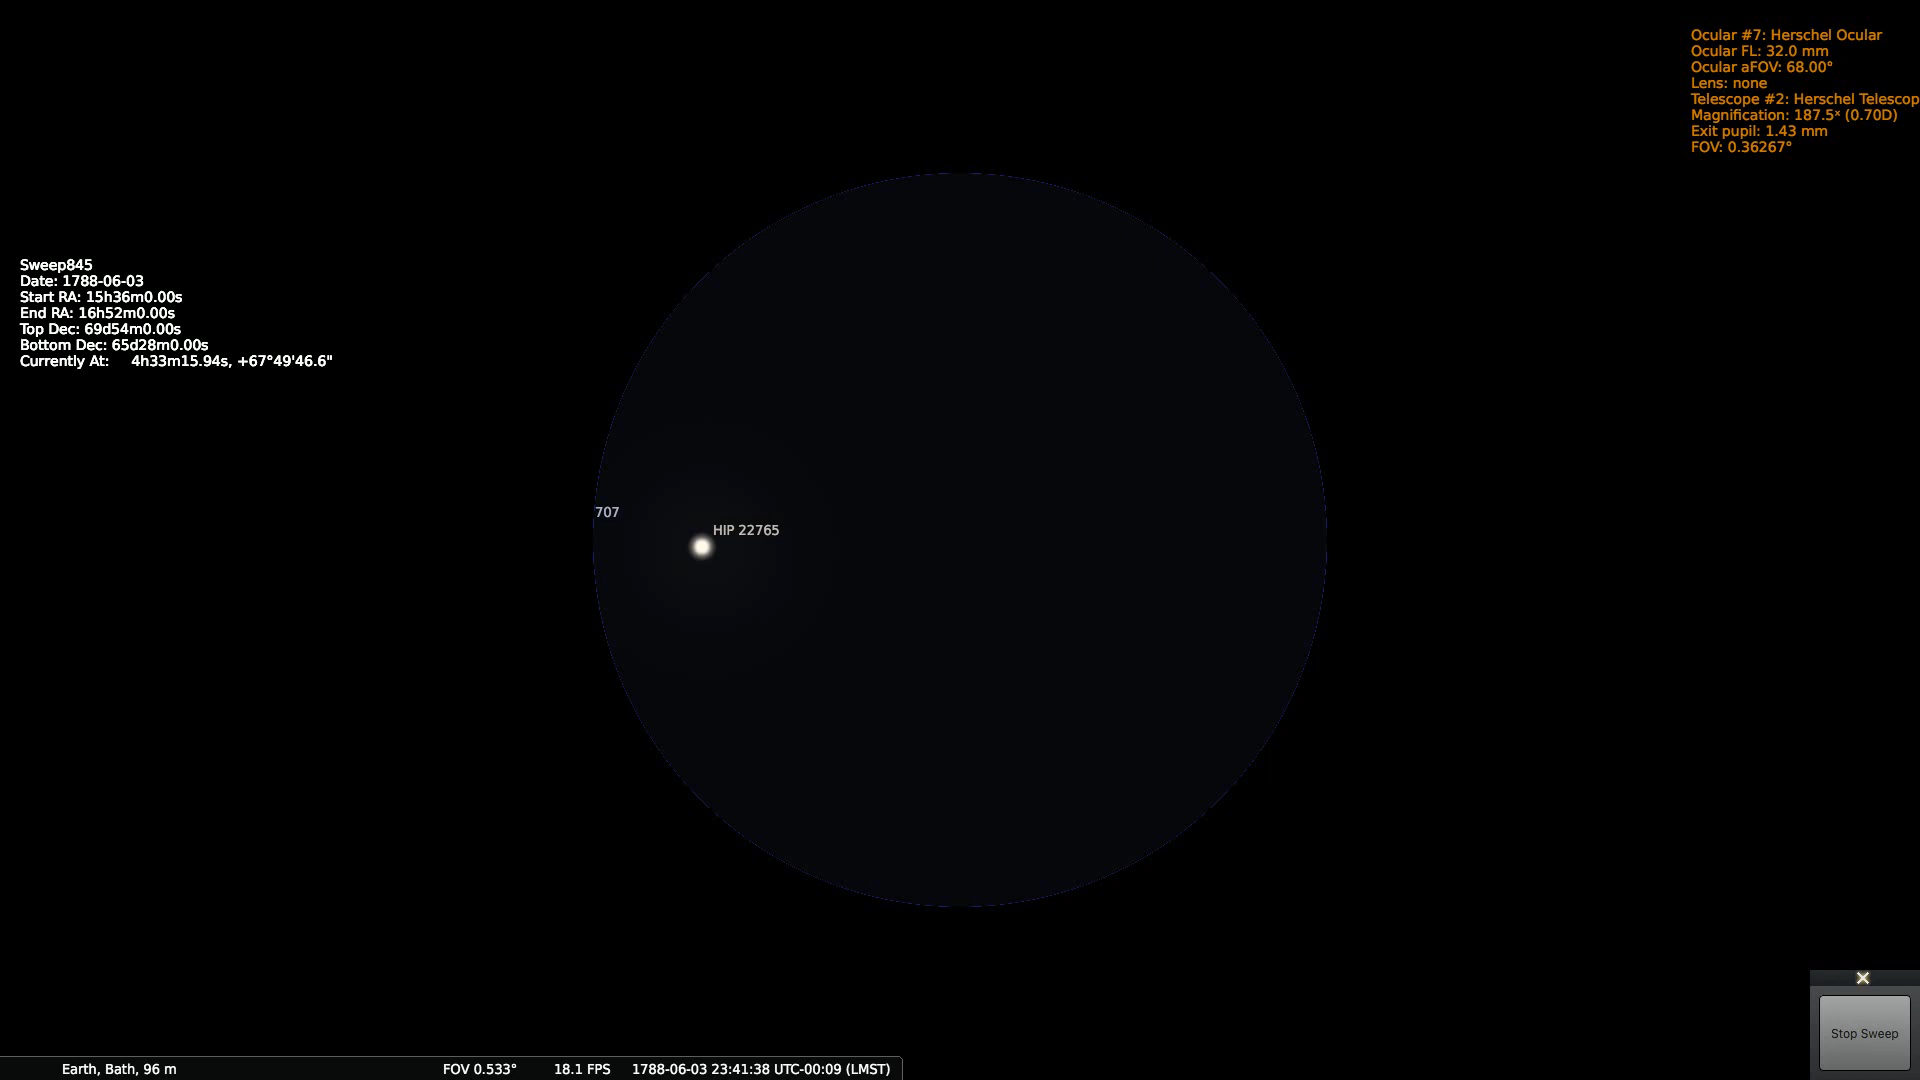 Ocular #7: Herschel Ocular
Ocular FL: 32.0 mm
Ocular aFOV: 68.00°
Lens: none
Telescope #2: Herschel Telescop
Magnification: 187.5ˣ (0.70D)
Exit pupil: 1.43 mm
FOV: 0.36267°
Sweep845
Date: 1788-06-03
Start RA: 15h36m0.00s
End RA: 16h52m0.00s
Top Dec: 69d54m0.00s
Bottom Dec: 65d28m0.00s
Currently At: 4h33m15.94s, +67°49'46.6"
707
HIP 22765
Stop Sweep
Earth, Bath, 96 m FOV 0.533° 18.1 FPS 1788-06-03 23:41:38 UTC-00:09 (LMST)